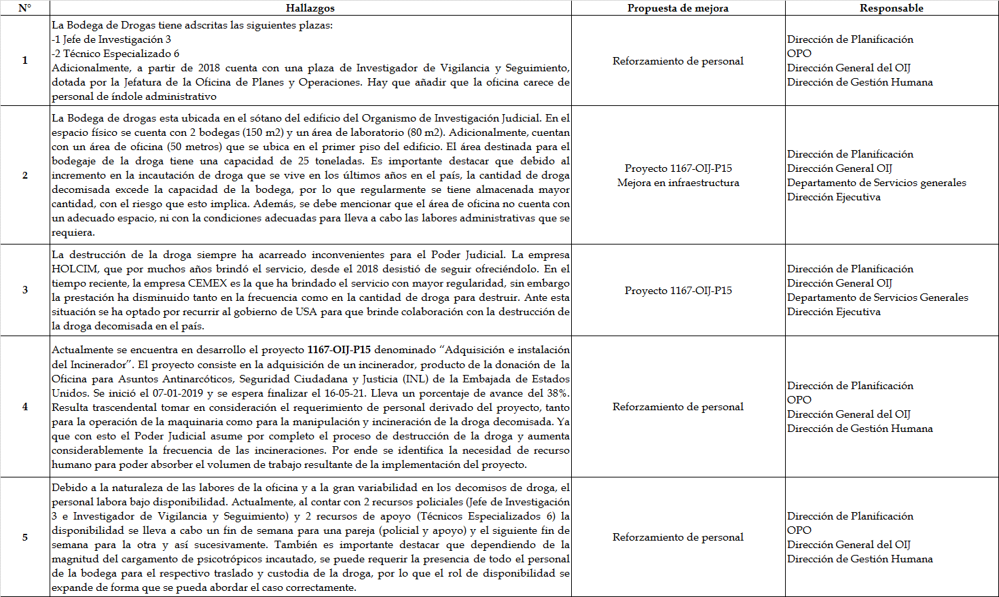 N° Hallazgos Propuesta de mejora Responsable
1
La Bodega de Drogas tiene adscritas las siguientes plazas:
-1 Jefe de Investigación 3
-2 Técnico Especializado 6
Adicionalmente, a partir de 2018 cuenta con una plaza de Investigador de Vigilancia y Seguimiento,
dotada por la Jefatura de la Oficina de Planes y Operaciones. Hay que añadir que la oficina carece de
personal de índole administrativo
Reforzamiento de personal
Dirección de Planificación
OPO
Dirección General del OIJ
Dirección de Gestión Humana
2
La Bodega de drogas esta ubicada en el sótano del edificio del Organismo de Investigación Judicial. En el
espacio físico se cuenta con 2 bodegas (150 m2) y un área de laboratorio (80 m2). Adicionalmente, cuentan
con un área de oficina (50 metros) que se ubica en el primer piso del edificio. El área destinada para el
bodegaje de la droga tiene una capacidad de 25 toneladas. Es importante destacar que debido al
incremento en la incautación de droga que se vive en los últimos años en el país, la cantidad de droga
decomisada excede la capacidad de la bodega, por lo que regularmente se tiene almacenada mayor
cantidad, con el riesgo que esto implica. Además, se debe mencionar que el área de oficina no cuenta con
un adecuado espacio, ni con la condiciones adecuadas para lleva a cabo las labores administrativas que se
requiera.
Proyecto 1167-OIJ-P15
Mejora en infraestructura
Dirección de Planificación
Dirección General OIJ
Departamento de Servicios generales
Dirección Ejecutiva
3
La destrucción de la droga siempre ha acarreado inconvenientes para el Poder Judicial. La empresa
HOLCIM, que por muchos años brindó el servicio, desde el 2018 desistió de seguir ofreciéndolo. En el
tiempo reciente, la empresa CEMEX es la que ha brindado el servicio con mayor regularidad, sin embargo
la prestación ha disminuido tanto en la frecuencia como en la cantidad de droga para destruir. Ante esta
situación se ha optado por recurrir al gobierno de USA para que brinde colaboración con la destrucción de
la droga decomisada en el país.
Proyecto 1167-OIJ-P15
Dirección de Planificación
Dirección General OIJ
Departamento de Servicios Generales
Dirección Ejecutiva
4
Actualmente se encuentra en desarrollo el proyecto 1167-OIJ-P15 denominado “Adquisición e instalación
del Incinerador”. El proyecto consiste en la adquisición de un incinerador, producto de la donación de la
Oficina para Asuntos Antinarcóticos, Seguridad Ciudadana y Justicia (INL) de la Embajada de Estados
Unidos. Se inició el 07-01-2019 y se espera finalizar el 16-05-21. Lleva un porcentaje de avance del 38%.
Resulta trascendental tomar en consideración el requerimiento de personal derivado del proyecto, tanto
para la operación de la maquinaria como para la manipulación y incineración de la droga decomisada. Ya
que con esto el Poder Judicial asume por completo el proceso de destrucción de la droga y aumenta
considerablemente la frecuencia de las incineraciones. Por ende se identifica la necesidad de recurso
humano para poder absorber el volumen de trabajo resultante de la implementación del proyecto.
Reforzamiento de personal
Dirección de Planificación
OPO
Dirección General del OIJ
Dirección de Gestión Humana
5
Debido a la naturaleza de las labores de la oficina y a la gran variabilidad en los decomisos de droga, el
personal labora bajo disponibilidad. Actualmente, al contar con 2 recursos policiales (Jefe de Investigación
3 e Investigador de Vigilancia y Seguimiento) y 2 recursos de apoyo (Técnicos Especializados 6) la
disponibilidad se lleva a cabo un fin de semana para una pareja (policial y apoyo) y el siguiente fin de
semana para la otra y así sucesivamente. También es importante destacar que dependiendo de la
magnitud del cargamento de psicotrópicos incautado, se puede requerir la presencia de todo el personal
de la bodega para el respectivo traslado y custodia de la droga, por lo que el rol de disponibilidad se
expande de forma que se pueda abordar el caso correctamente.
Reforzamiento de personal
Dirección de Planificación
OPO
Dirección General del OIJ
Dirección de Gestión Humana